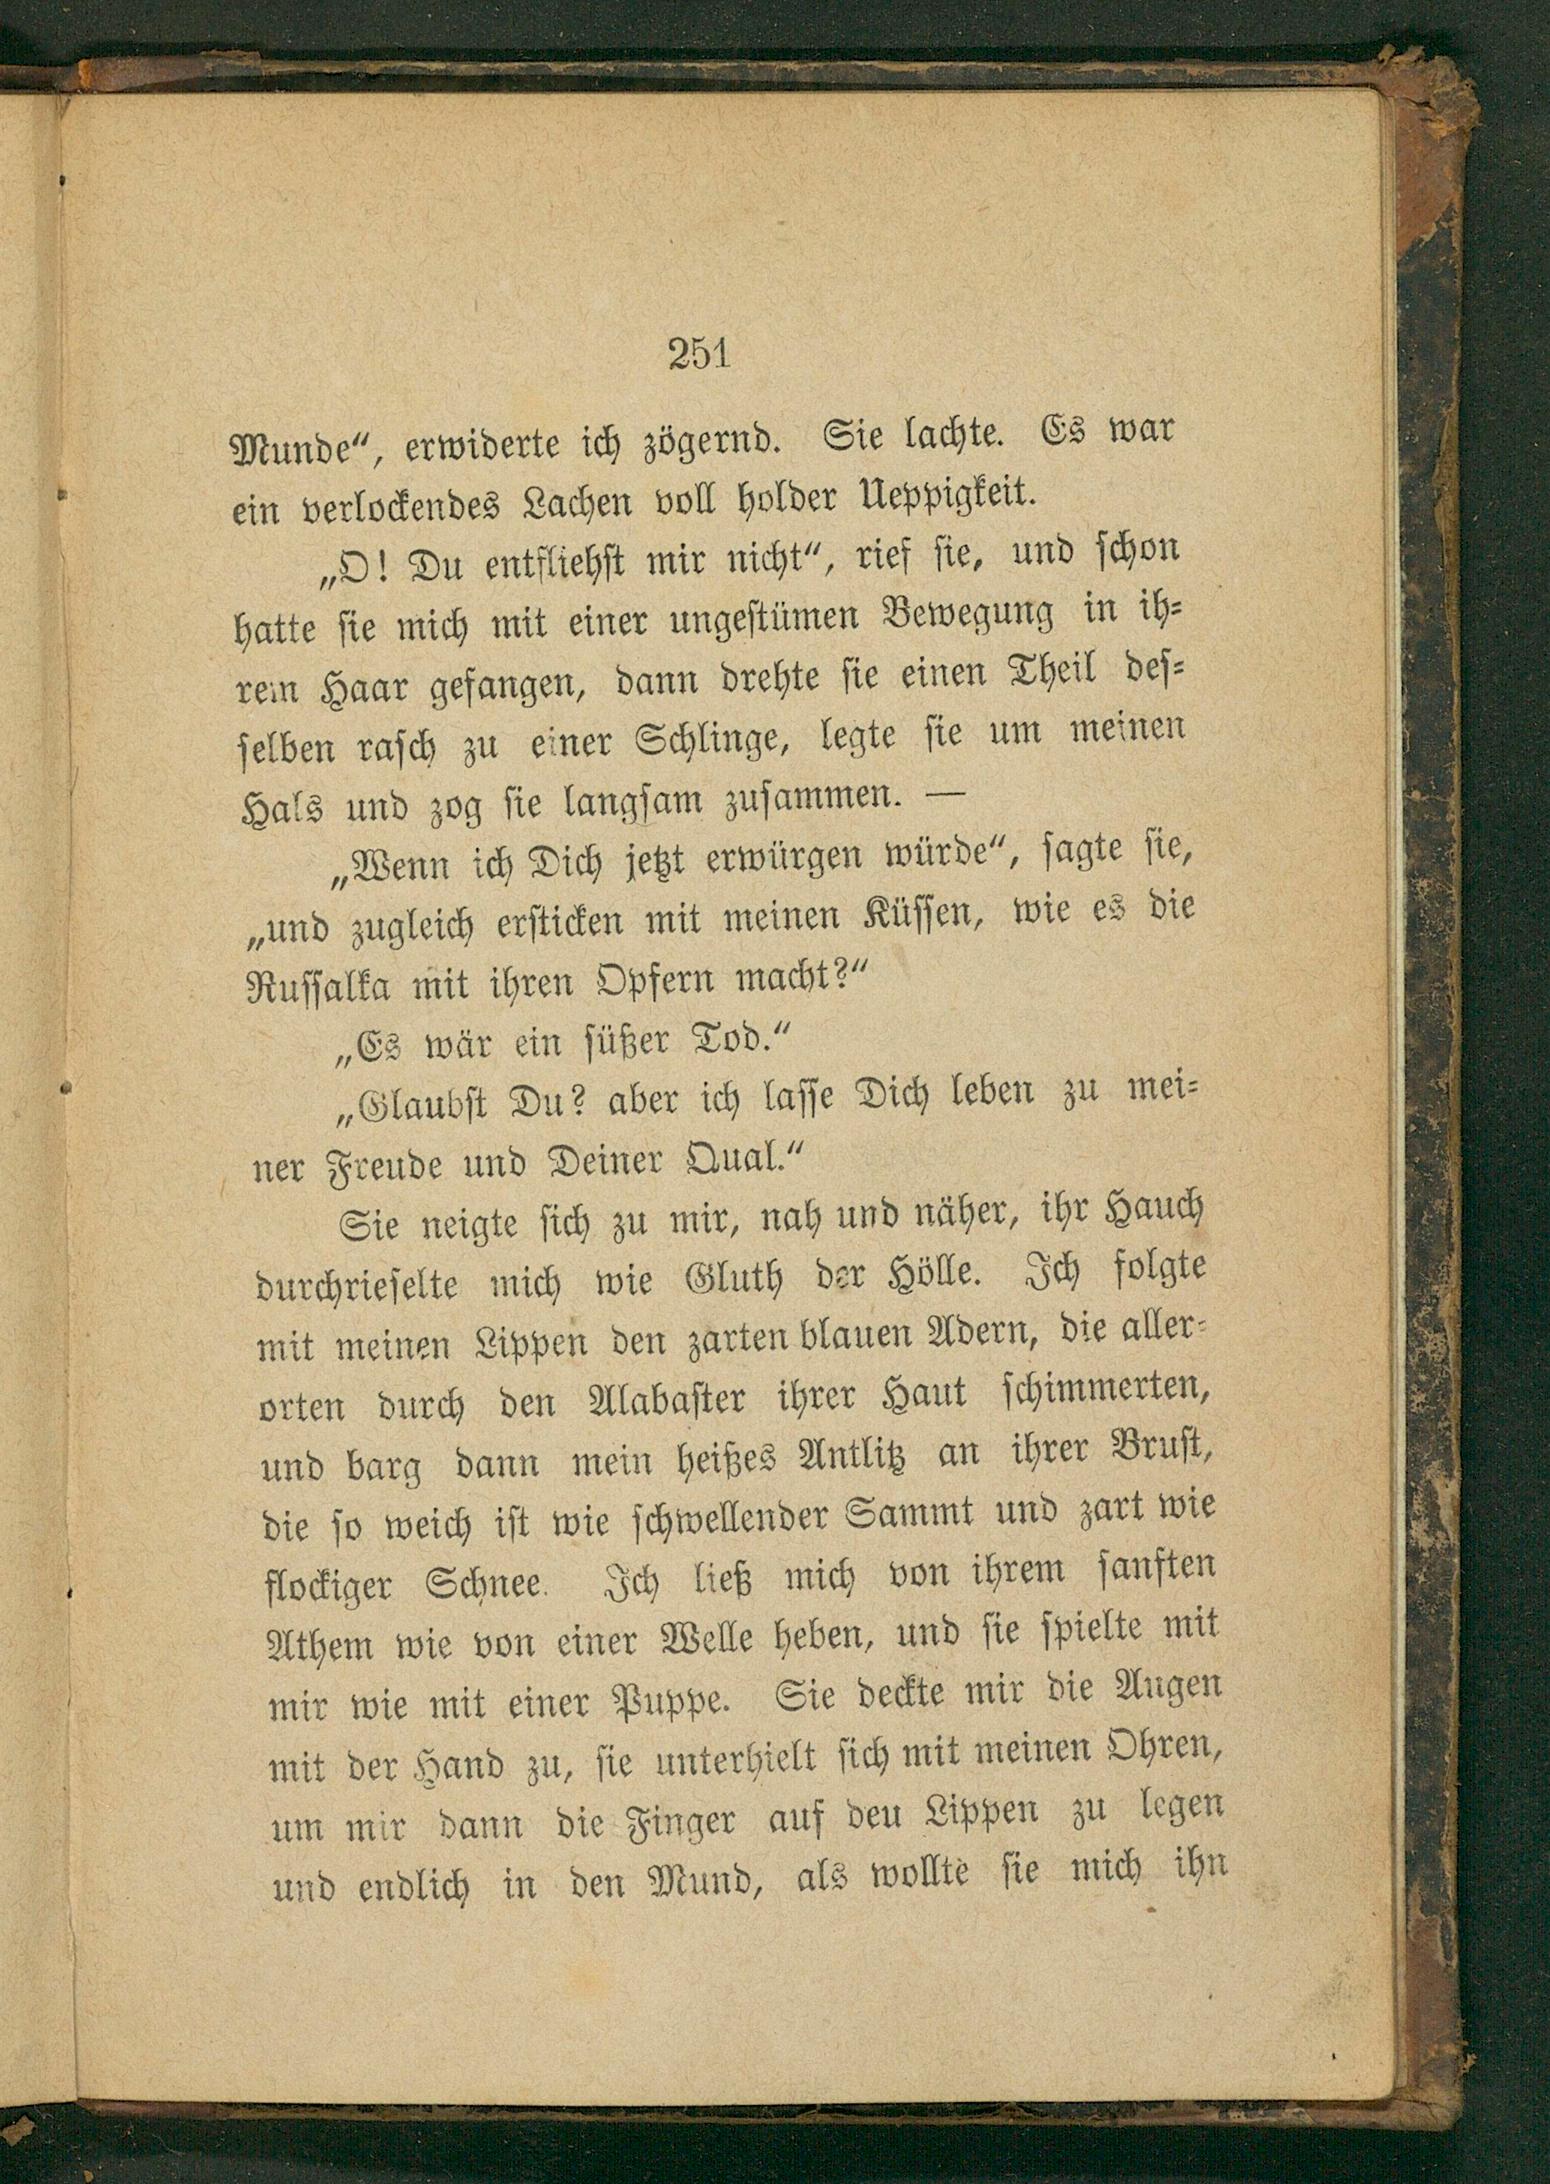 251
Munde“, erwiderte ich zögernd. Sie lachte. Es war
ein verlockendes Lachen voll holder Ueppigkeit.
„O! Du entfliehst mir nicht“, rief sie, und schon
hatte sie mich mit einer ungestümen Bewegung in ih-
rem Haar gefangen, dann drehte sie einen Theil des-
selben rasch zu einer Schlinge, legte sie um meinen
Hals und zog sie langsam zusammen. —
„Wenn ich Dich jetzt erwürgen würde“, sagte sie,
„und zugleich ersticken mit meinen Küssen, wie es die
Russalka mit ihren Opfern macht?“
„Es wär ein süßer Tod.“
„Glaubst Du? aber ich lasse Dich leben zu mei-
ner Freude und Deiner Qual.“
Sie neigte sich zu mir, nah und näher, ihr Hauch
durchrieselte mich wie Gluth der Hölle. Ich folgte
mit meinen Lippen den zarten blauen Adern, die aller-
orten durch den Alabaster ihrer Haut schimmerten,
und barg dann mein heißes Antlitz an ihrer Brust,
die so weich ist wie schwellender Sammt und zart wie
flockiger Schnee. Ich ließ mich von ihrem sanften
Athem wie von einer Welle heben, und sie spielte mit
mir wie mit einer Puppe. Sie deckte mir die Augen
mit der Hand zu, sie unterhielt sich mit meinen Ohren,
um mir dann die Finger auf deu Lippen zu legen
und endlich in den Mund, als wollte sie mich ihn